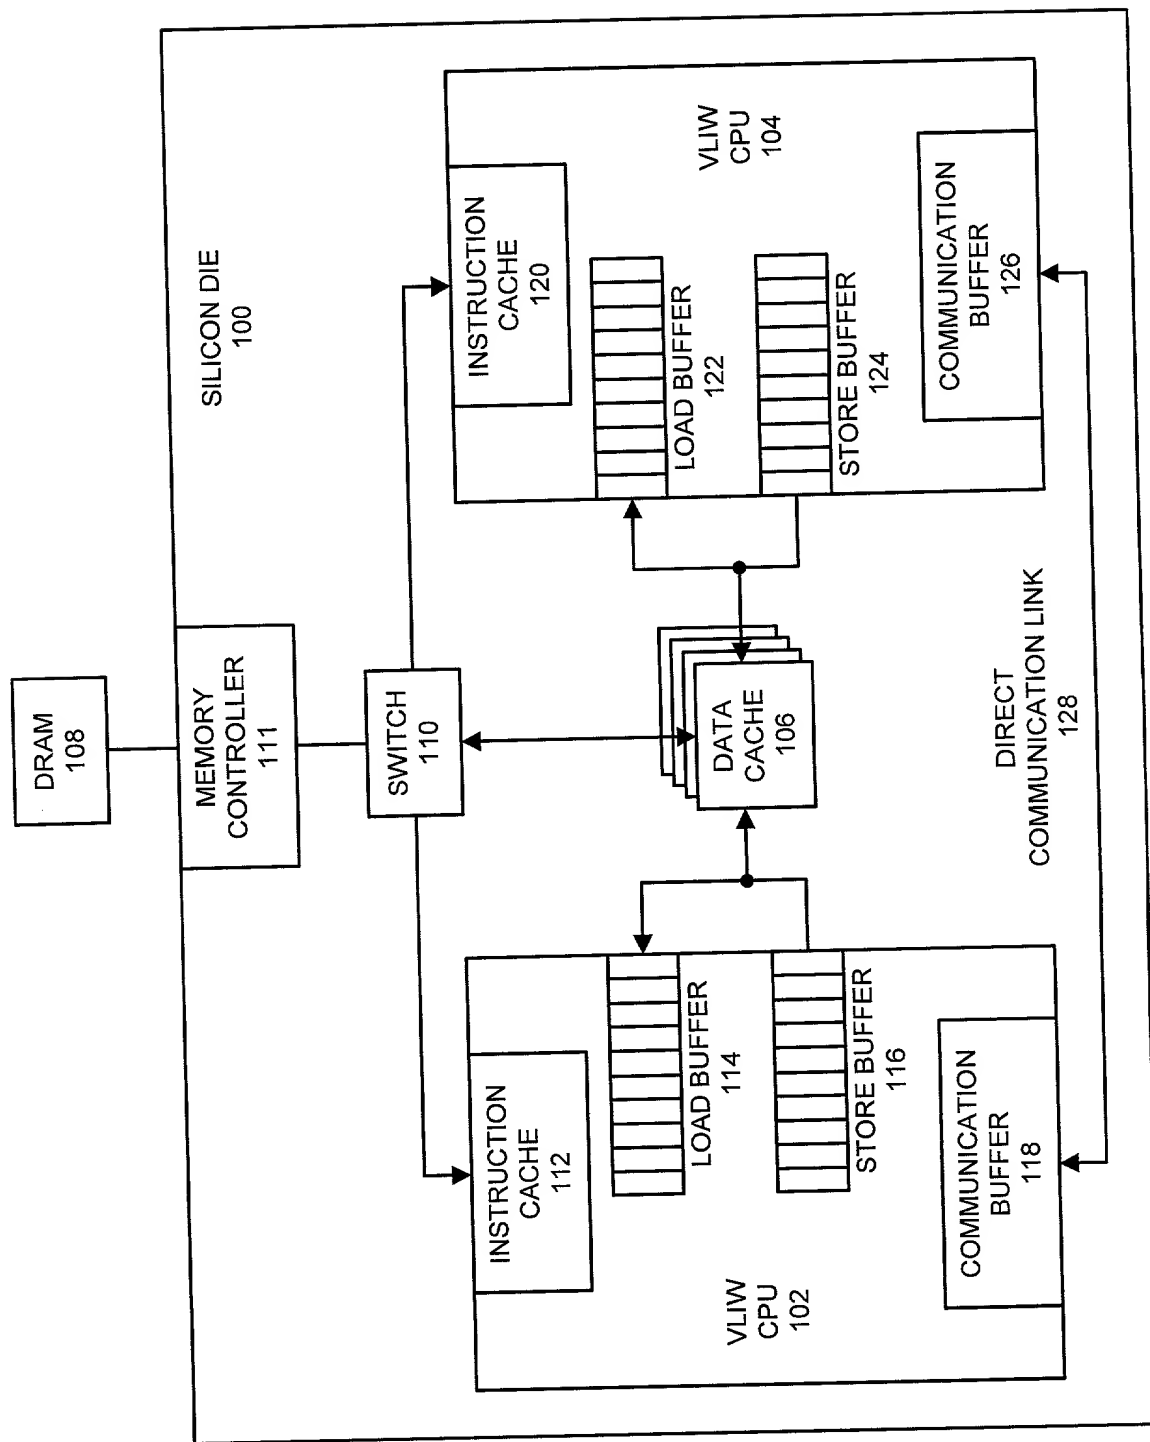 DRAM
108
SILICON DIE
100
MEMORY
CONTROLLER
111
SWITCH
110
INSTRUCTION
CACHE
112
INSTRUCTION
CACHE
120
LOAD BUFFER
114
LOAD BUFFER
122
VLIW
CPU
102
DATA
CACHE
106
VLIW
CPU
104
STORE BUFFER
116
STORE BUFFER
124
COMMUNICATION
BUFFER
118
DIRECT
COMMUNICATION LINK
128
COMMUNICATION
BUFFER
126